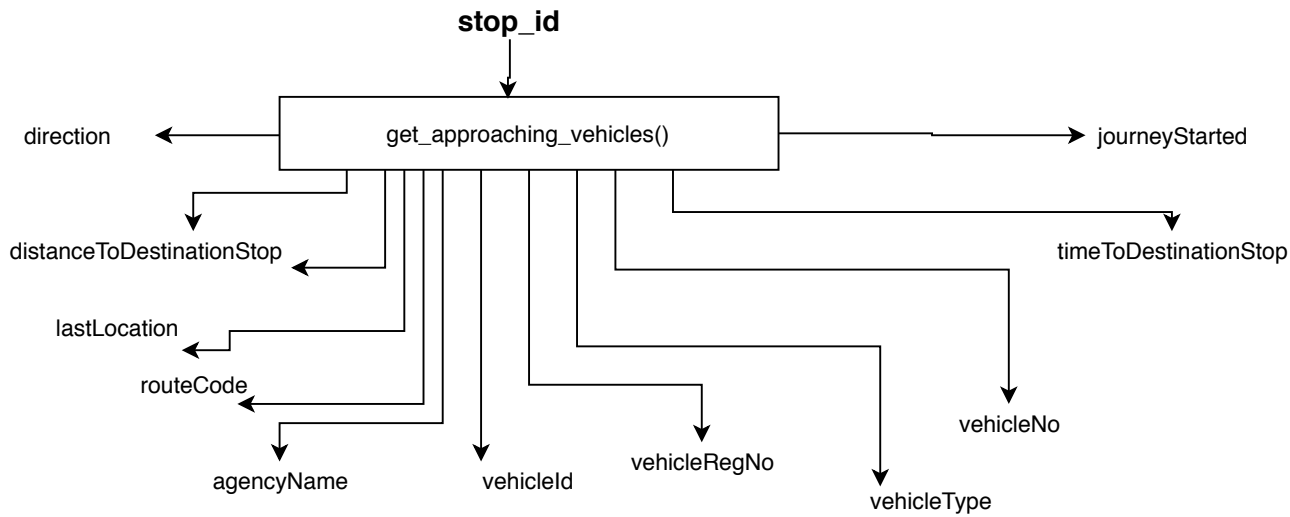 stop_id
get_approaching_vehicles()
direction
journeyStarted
distanceToDestinationStop
timeToDestinationStop
lastLocation
routeCode
vehicleNo
vehicleRegNo
agencyName
vehicleId
vehicleType